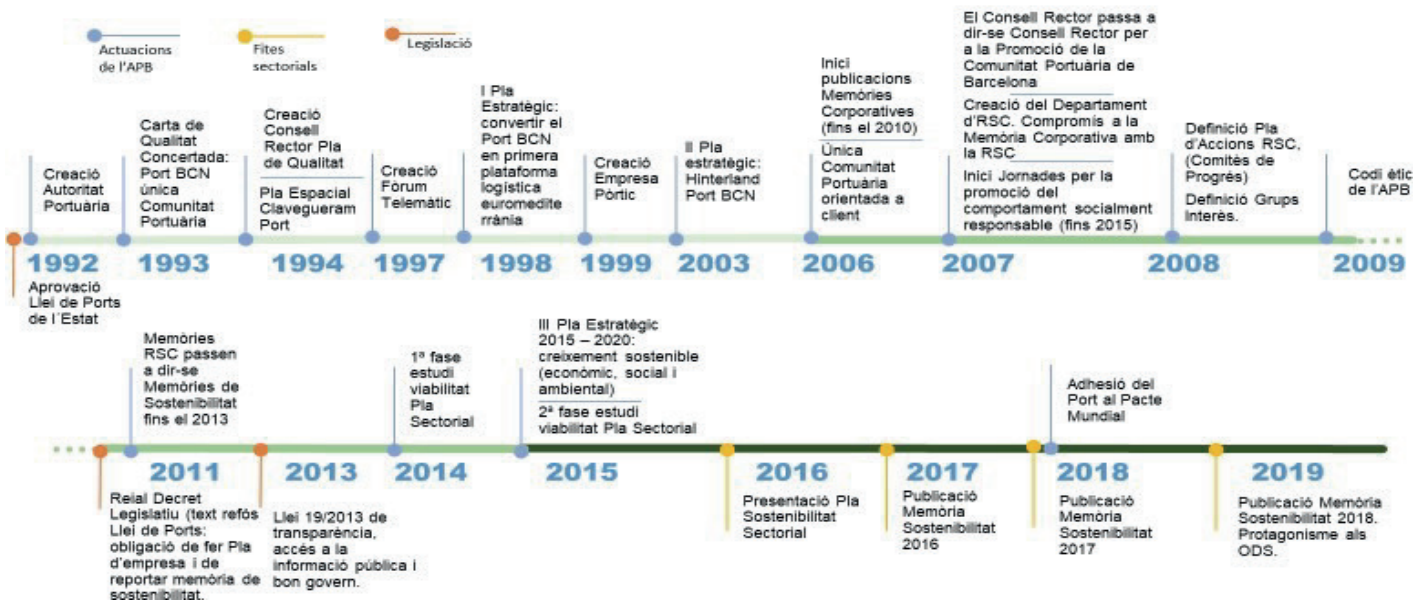 Actuacions
de l'APB
Fites
sectorials
Legislació
Creació
Autoritat
Portuària
Carta de
Qualitat
Concertada:
Port BCN
única
Comunitat
Portuària
Creació
Consell
Rector Pla
de Qualitat
Pla Espacial
Clavegueram
Port
Creació
Fòrum
Telemàtic
I Pla
Estratègic:
convertir el
Port BCN
en primera
plataforma
logística
euromedite
rrània
Creació
Empresa
Pòrtic
II Pla
estratègic:
Hinterland
Port BCN
Inici
publicacions
Memòries
Corporatives
(fins el 2010)
Única
Comunitat
Portuària
orientada a
client
El Consell Rector passa a
dir-se Consell Rector per
a la Promoció de la
Comunitat Portuària de
Barcelona
Creació del Departament
d'RSC. Compromís a la
Memòria Corporativa amb
la RSC
Inici Jornades per la
promoció del
comportament socialment
responsable (fins 2015)
Definició Pla
d'Accions RSC,
(Comitès de
Progrés)
Definició Grups
Interès.
Codi ètic
de l'APB
1992
1993
1994
1997
1998
1999
2003
2006
2007
2008
2009
Aprovació
Llei de Ports
de l´Estat
Memòries
RSC passen
a dir-se
Memòries de
Sostenibilitat
fins el 2013
1ª fase
estudi
viabilitat
Pla
Sectorial
III Pla Estratègic
2015 – 2020:
creixement sostenible
(econòmic, social i
ambiental)
2ª fase estudi
viabilitat Pla Sectorial
Adhesió del
Port al Pacte
Mundial
2011
2013
2014
2015
2016
2017
2018
2019
Reial Decret
Legislatiu (text refós
Llei de Ports:
obligació de fer Pla
d'empresa i de
reportar memòria de
sostenibilitat.
Llei 19/2013 de
transparència,
accés a la
informació pública i
bon govern.
Presentació Pla
Sostenibilitat
Sectorial
Publicació
Memòria
Sostenibilitat
2016
Publicació
Memòria
Sostenibilitat
2017
Publicació Memòria
Sostenibilitat 2018.
Protagonisme als
ODS.